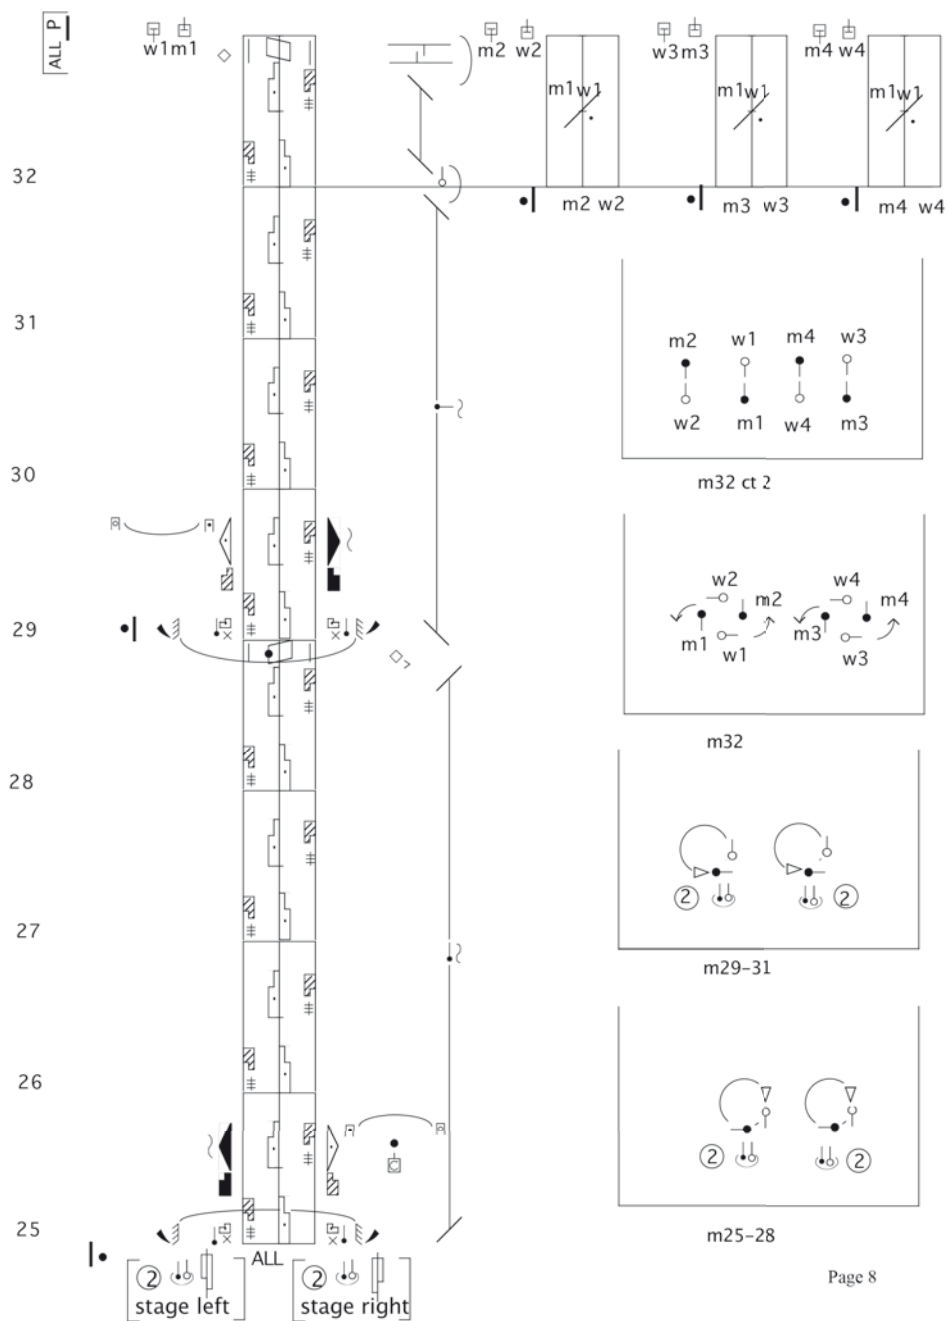 ALL P
w1 m1
m2 w2
w3 m3
m4 w4
m1 w1
m1 w1
m1 w1
32
m2 w2
m3 w3
m4 w4
31
m2 w1 m4 w3
w2 m1 w4 m3
30
m32 ct 2
w2 w4
m2 m4
29
m1 w1 m3 w3
m32
28
2 2
27
m29-31
26
2 2
25
m25-28
ALL
2 2
stage left stage right
Page 8